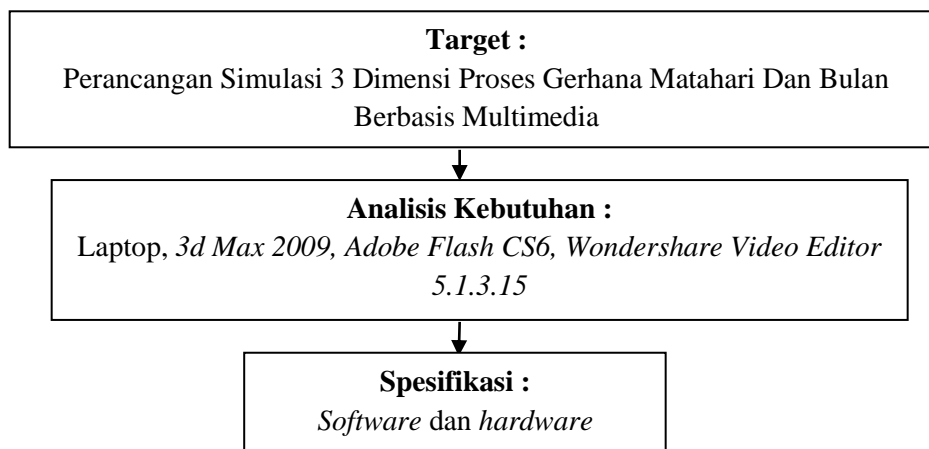 Target :
Perancangan Simulasi 3 Dimensi Proses Gerhana Matahari Dan Bulan
Berbasis Multimedia
Analisis Kebutuhan :
Laptop, 3d Max 2009, Adobe Flash CS6, Wondershare Video Editor
5.1.3.15
Spesifikasi :
Software dan hardware